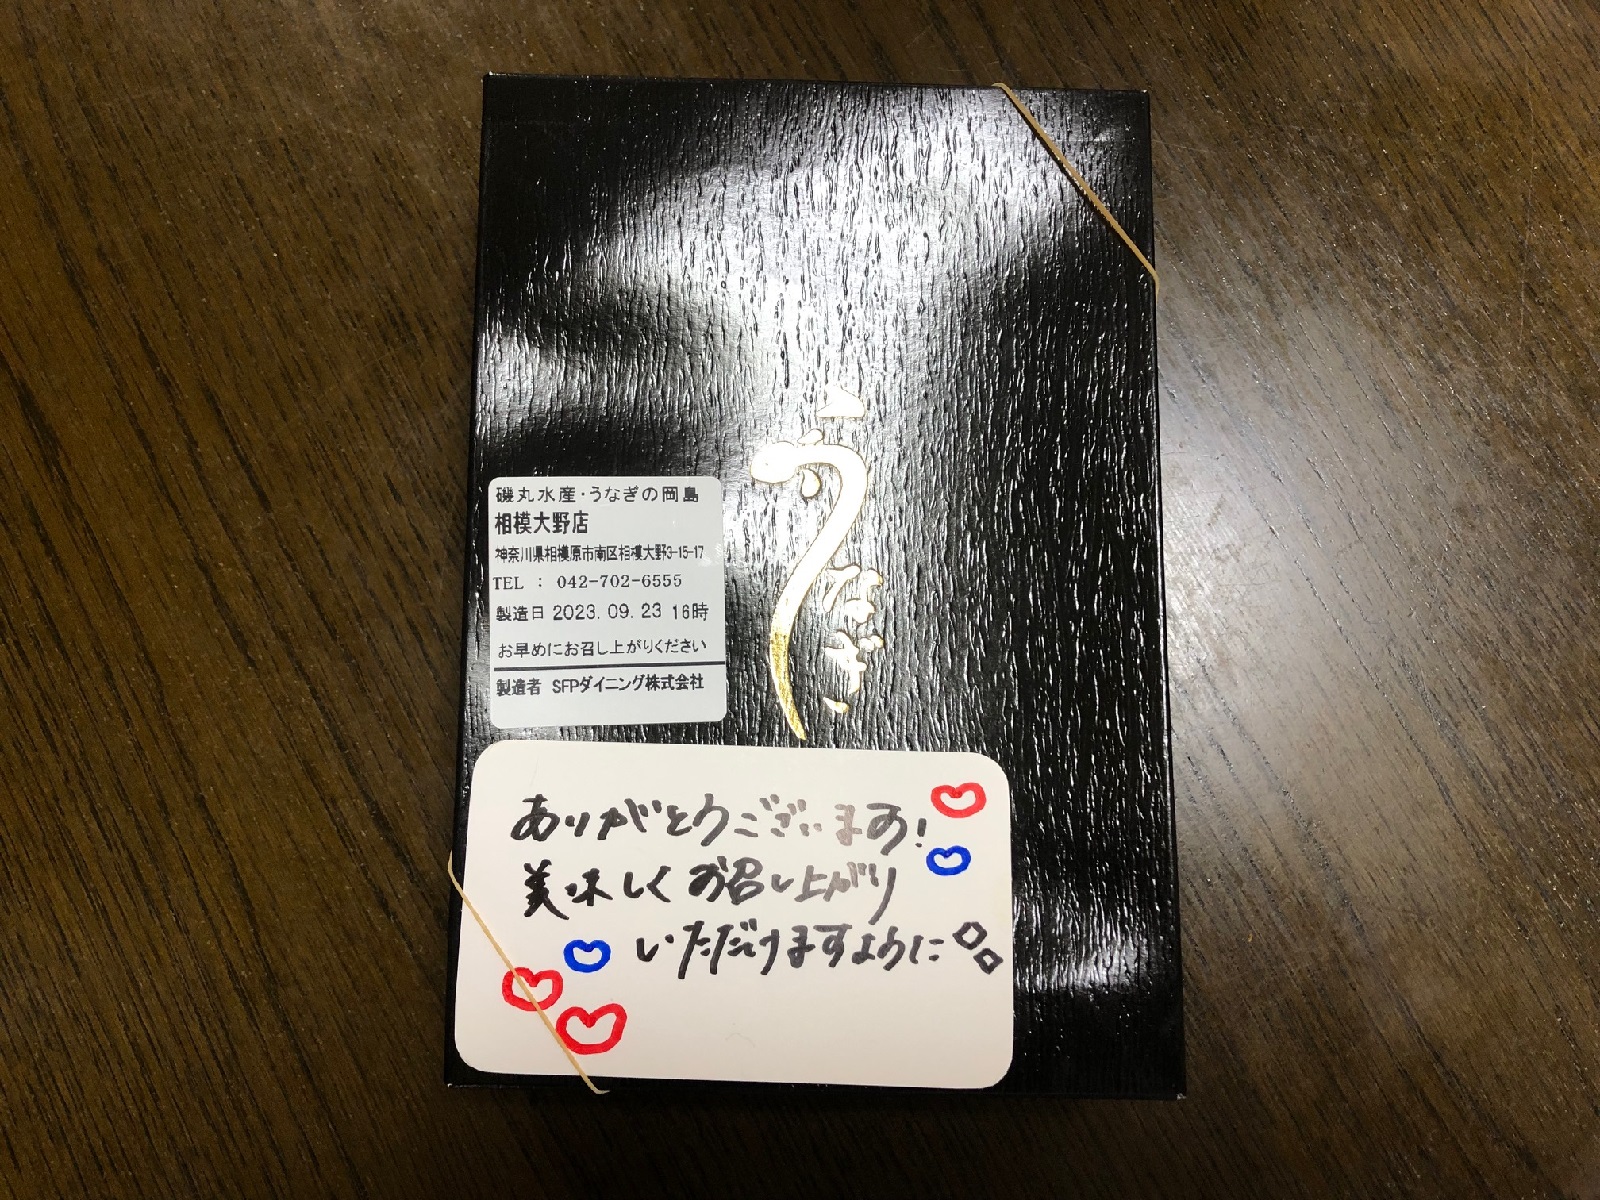 うなぎ
磯丸水産・うなぎの岡島
相模大野店
神奈川県相模原市南区相模大野3-15-17
TEL : 042-702-6555
製造日 2023. 09. 23 16時
お早めにお召し上がりください
製造者 SFPダイニング株式会社
ありがとうございます!
美味しくお召し上がり
いただけますように